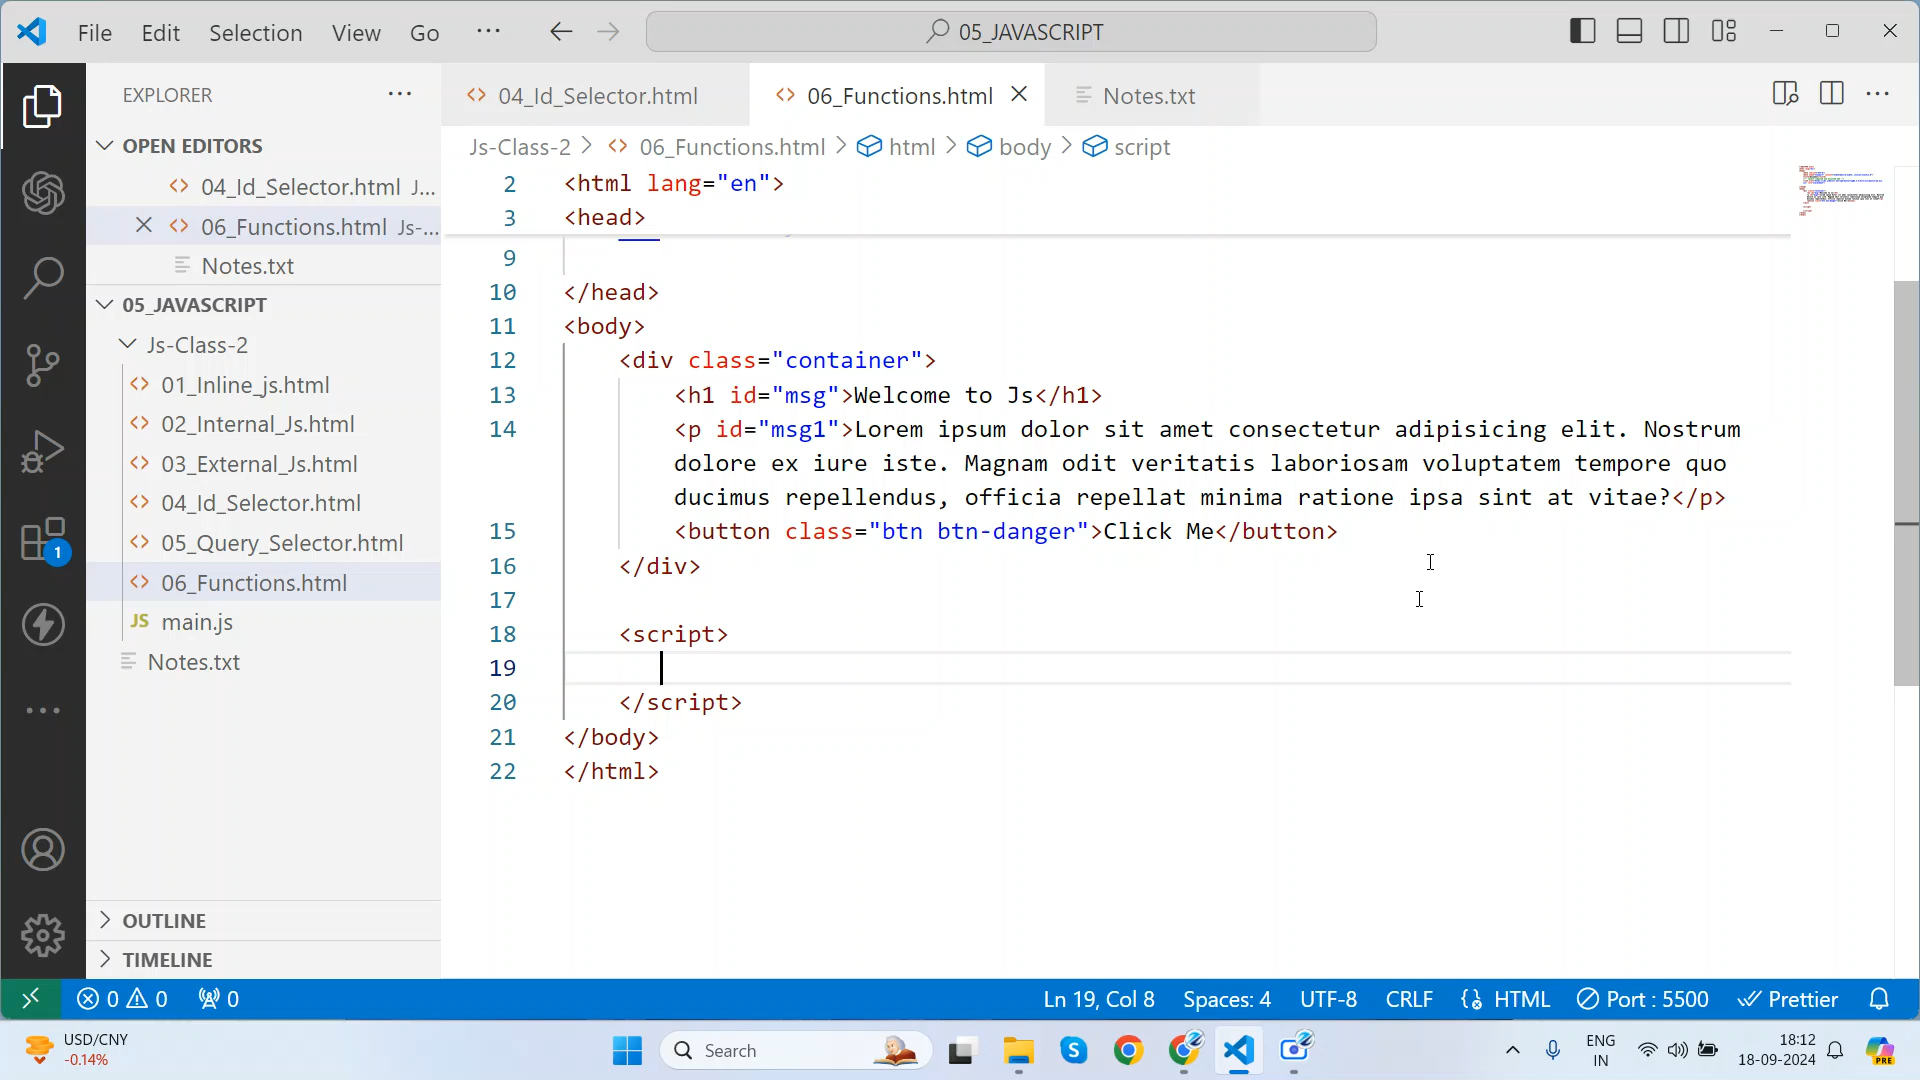 File Edit Selection View Go ··· 05_JAVASCRIPT
EXPLORER
OPEN EDITORS
04_Id_Selector.html J...
06_Functions.html Js-...
Notes.txt
05_JAVASCRIPT
Js-Class-2
01_Inline_js.html
02_Internal_Js.html
03_External_Js.html
04_Id_Selector.html
05_Query_Selector.html
06_Functions.html
JS main.js
Notes.txt
OUTLINE
TIMELINE
1
04_Id_Selector.html 06_Functions.html Notes.txt
Js-Class-2 > 06_Functions.html > html > body > script
2 <html lang="en">
3 <head>
9
10 </head>
11 <body>
12 <div class="container">
13 <h1 id="msg">Welcome to Js</h1>
14 <p id="msg1">Lorem ipsum dolor sit amet consectetur adipisicing elit. Nostrum
dolore ex iure iste. Magnam odit veritatis laboriosam voluptatem tempore quo
ducimus repellendus, officia repellat minima ratione ipsa sint at vitae?</p>
15 <button class="btn btn-danger">Click Me</button>
16 </div>
17
18 <script>
19
20 </script>
21 </body>
22 </html>
0 0 0 Ln 19, Col 8 Spaces: 4 UTF-8 CRLF HTML Port : 5500 Prettier
USD/CNY
-0.14%
Search
ENG
IN
18:12
18-09-2024
PRE